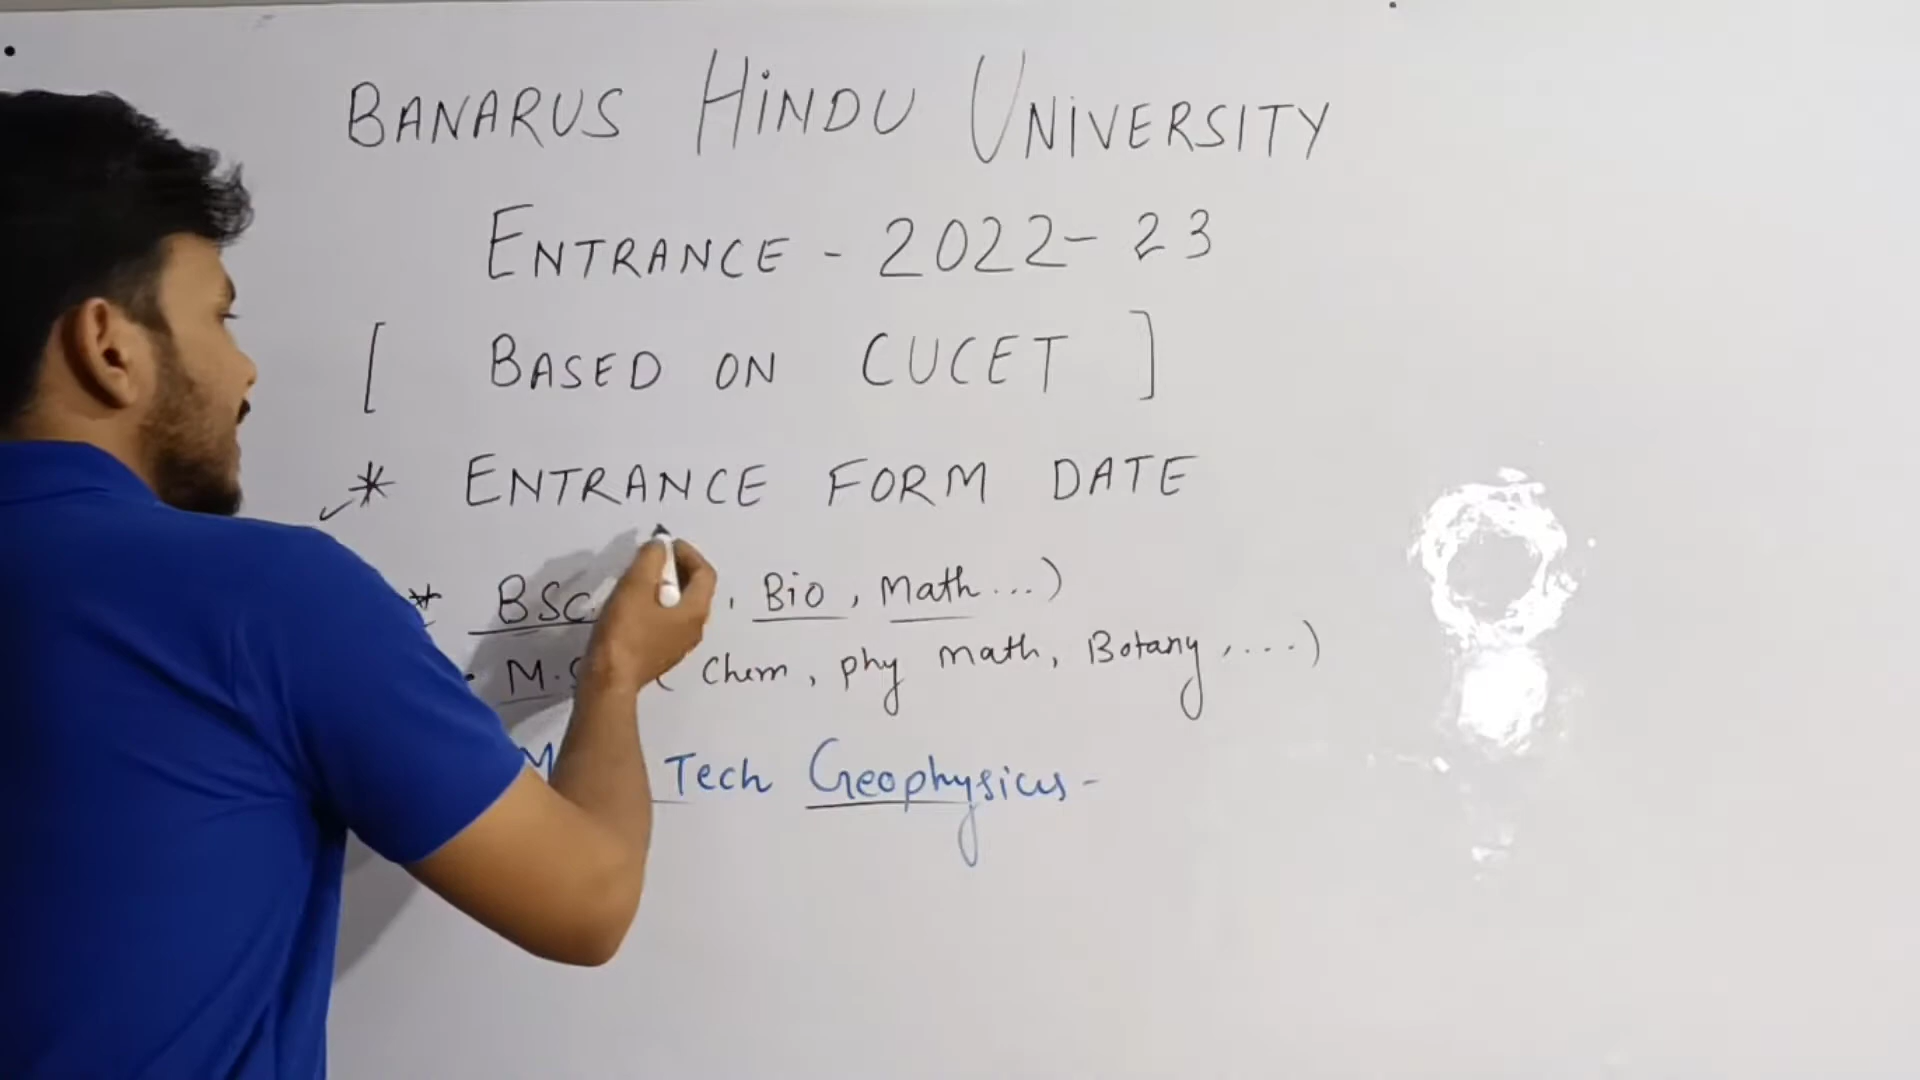 BANARUS HINDU UNIVERSITY
ENTRANCE - 2022-23
[ BASED ON CUCET ]
* ENTRANCE FORM DATE
* BSc. , Bio, Math...)
M.S ( Chem, phy math, Botany,....)
M Tech Geophysics-